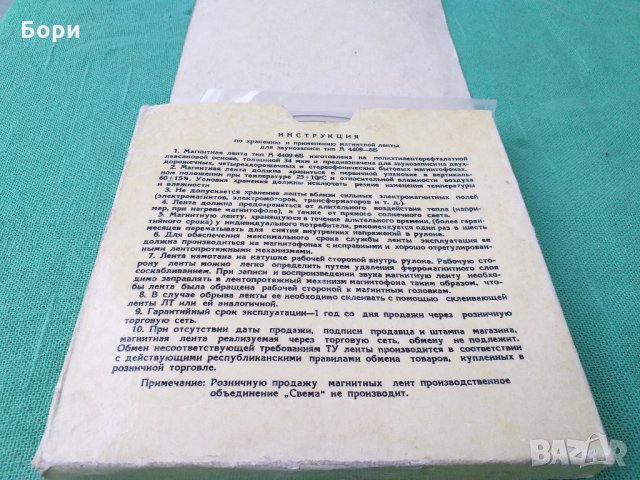 Бори
ИНСТРУКЦИЯ
по хранению и применению магнитной ленты
для звукозаписи тип А 4409—6Б
1. Магнитная лента тип А 4409-6Б изготовлена на полиэтилентерефталатной
лавсановой основе, толщиной 34 мкм и предназначена для звукозаписи на двух-
дорожечных, четырехдорожечных и стереофонических бытовых магнитофонах.
2. Магнитная лента должна храниться в первичной упаковке в вертикаль-
ном положении при температуре 25±10°С и относительной влажности воздуха
60±15%. Условия хранения должны исключать резкие изменения температуры
и влажности
3. Не допускается хранение ленты вблизи сильных электромагнитных полей
(электромагнитов, электромоторов, трансформаторов и т. д.).
4. Лента должна предохраняться от длительного воздействия тепла (напри-
мер, при нагреве магнитофона), а также от прямого солнечного света.
5. Магнитную ленту, хранящуюся в течение длительного времени, (более гаран-
тийного срока) у индивидуального потребителя, рекомендуется один раз в шесть
месяцев перематывать для снятия внутренних напряжений в рулоне.
6. Для обеспечения максимального срока службы ленты эксплуатация ее
должна производиться на магнитофонах с исправными и хорошо отрегулирован-
ными лентопротяжными механизмами.
7. Лента намотана на катушке рабочей стороной внутрь рулона. Рабочую сто-
рону ленты можно легко определить путем удаления ферромагнитного слоя
соскабливанием. При записи и воспроизведении звука магнитную ленту необхо-
димо заправлять в лентопротяжный механизм магнитофона таким образом, что-
бы лента была обращена рабочей стороной к магнитным головкам.
8. В случае обрыва ленты ее необходимо склеивать с помощью склеивающей
ленты ЛТ или ей аналогичной.
9. Гарантийный срок эксплуатации—1 год со дня продажи через розничную
торговую сеть.
10. При отсутствии даты продажи, подписи продавца и штампа магазина,
магнитная лента реализуемая через торговую сеть, обмену не подлежит.
Обмен несоответствующей требованиям ТУ ленты производится в соответствии
с действующими республиканскими правилами обмена товаров, купленных в
розничной торговле.
Примечание: Розничную продажу магнитных лент производственное
объединение „Свема" не производит.
BAZAR